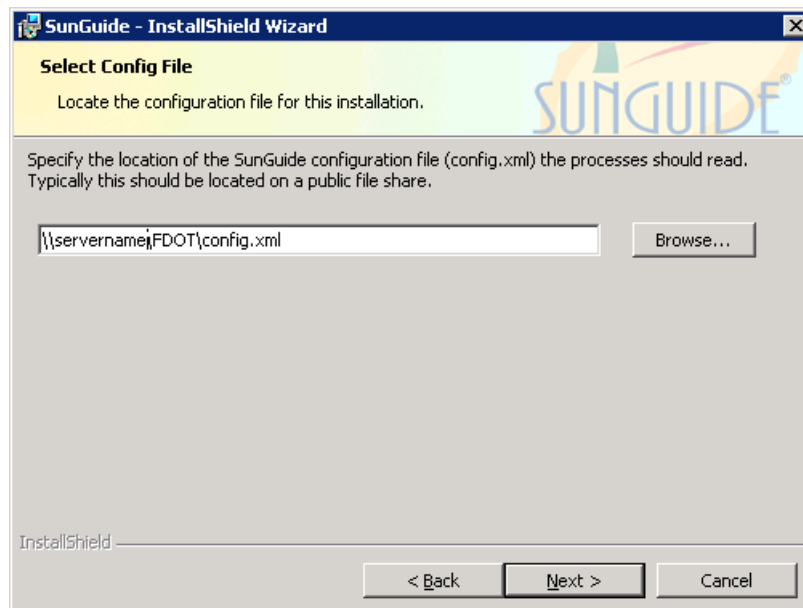 SunGuide - InstallShield Wizard
Select Config File
Locate the configuration file for this installation.
SUNGUIDE®
Specify the location of the SunGuide configuration file (config.xml) the processes should read.
Typically this should be located on a public file share.
\\servername\FDOT\config.xml
Browse...
InstallShield
< Back
Next >
Cancel